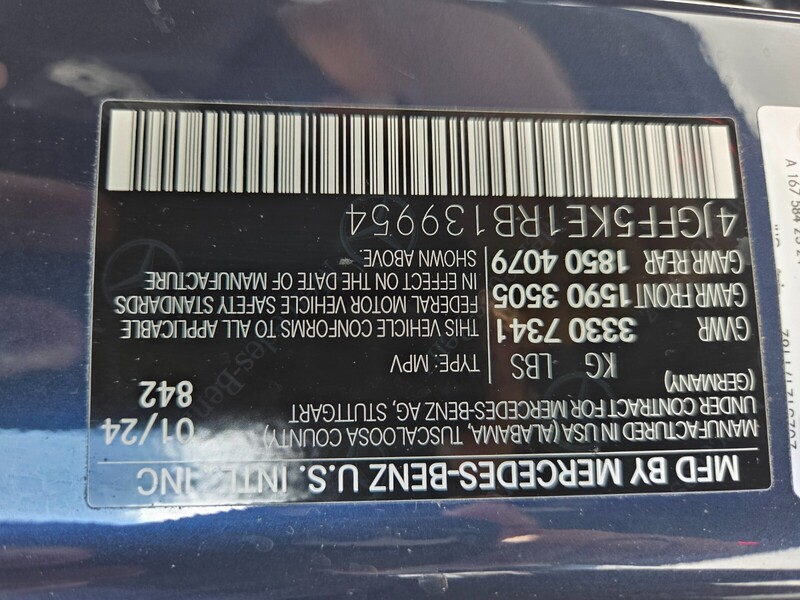 MFD BY MERCEDES-BENZ U.S. INTL., INC
MANUFACTURED IN USA (ALABAMA, TUSCALOOSA COUNTY) 01/24
UNDER CONTRACT FOR MERCEDES-BENZ AG, STUTTGART 842
(GERMANY)
KG LBS TYPE: MPV
GVWR 3330 7341 THIS VEHICLE CONFORMS TO ALL APPLICABLE
FEDERAL MOTOR VEHICLE SAFETY STANDARDS
GAWR FRONT 1590 3505 IN EFFECT ON THE DATE OF MANUFACTURE
GAWR REAR 1850 4079 SHOWN ABOVE.
4JGFF5KE1RB139954
A 167 584 20